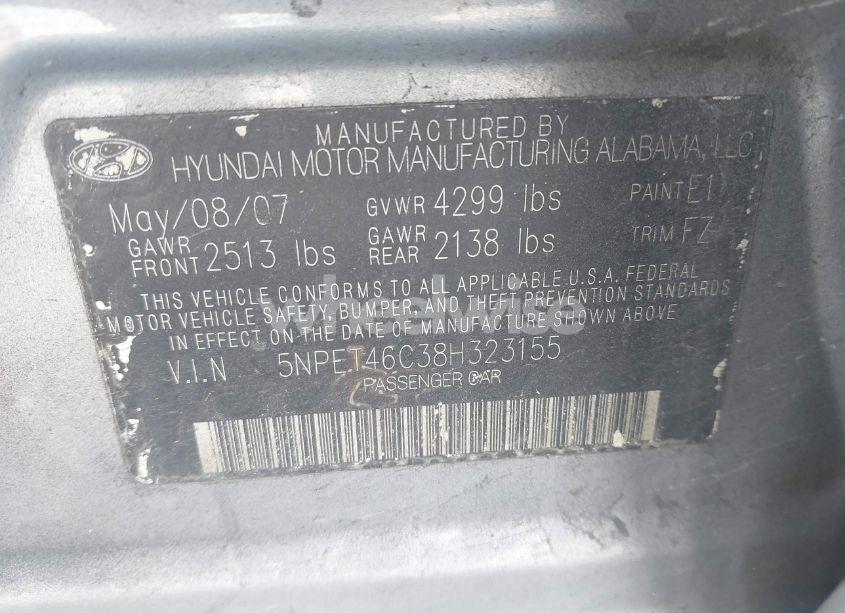 MANUFACTURED BY
HYUNDAI MOTOR MANUFACTURING ALABAMA, LLC
May/08/07 GVWR 4299 lbs PAINT E1
GAWR FRONT 2513 lbs GAWR REAR 2138 lbs TRIM FZ
THIS VEHICLE CONFORMS TO ALL APPLICABLE U.S.A. FEDERAL
MOTOR VEHICLE SAFETY, BUMPER, AND THEFT PREVENTION STANDARDS
IN EFFECT ON THE DATE OF MANUFACTURE SHOWN ABOVE
V.I.N 5NPET46C38H323155
PASSENGER CAR
wheelwise